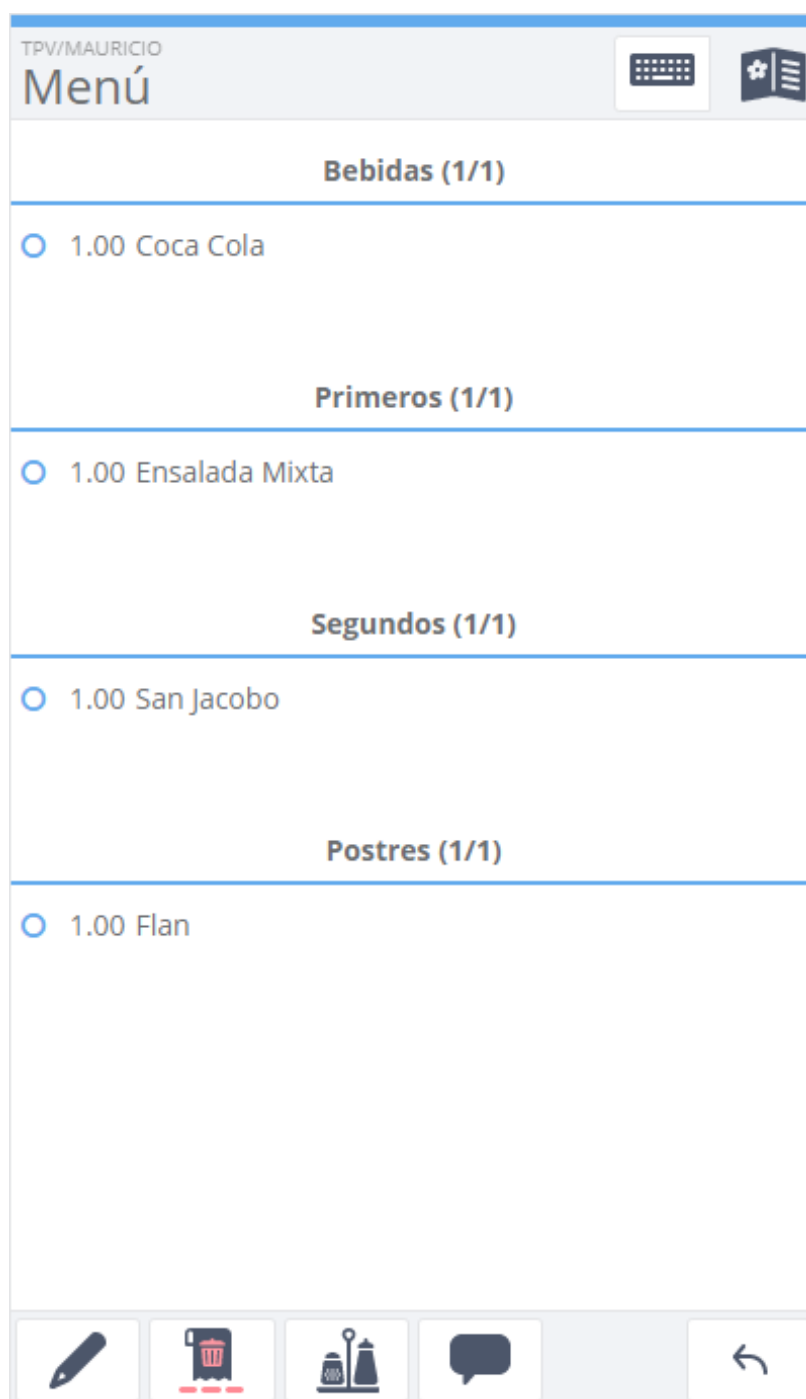 TPV/MAURICIO
Menú
Bebidas (1/1)
1.00 Coca Cola
Primeros (1/1)
1.00 Ensalada Mixta
Segundos (1/1)
1.00 San Jacobo
Postres (1/1)
1.00 Flan